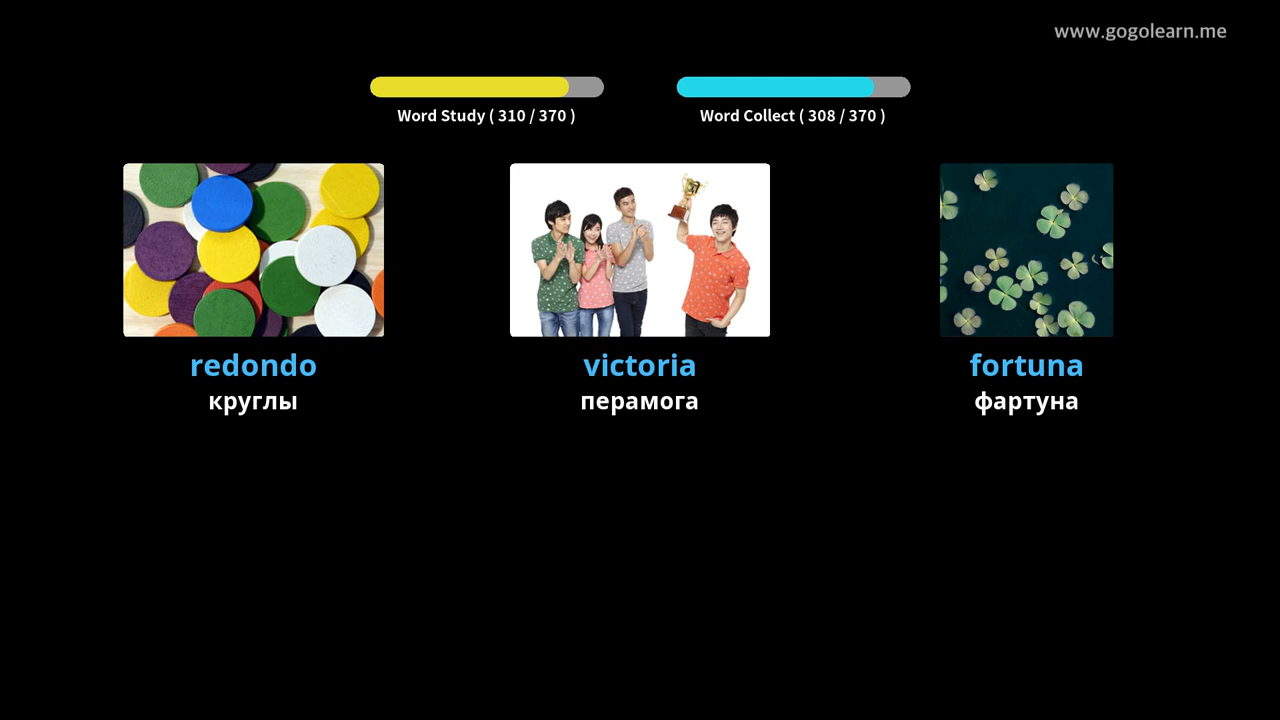 www.gogolearn.me
Word Study ( 310 / 370 )
Word Collect ( 308 / 370 )
redondo
круглы
victoria
перамога
fortuna
фартуна